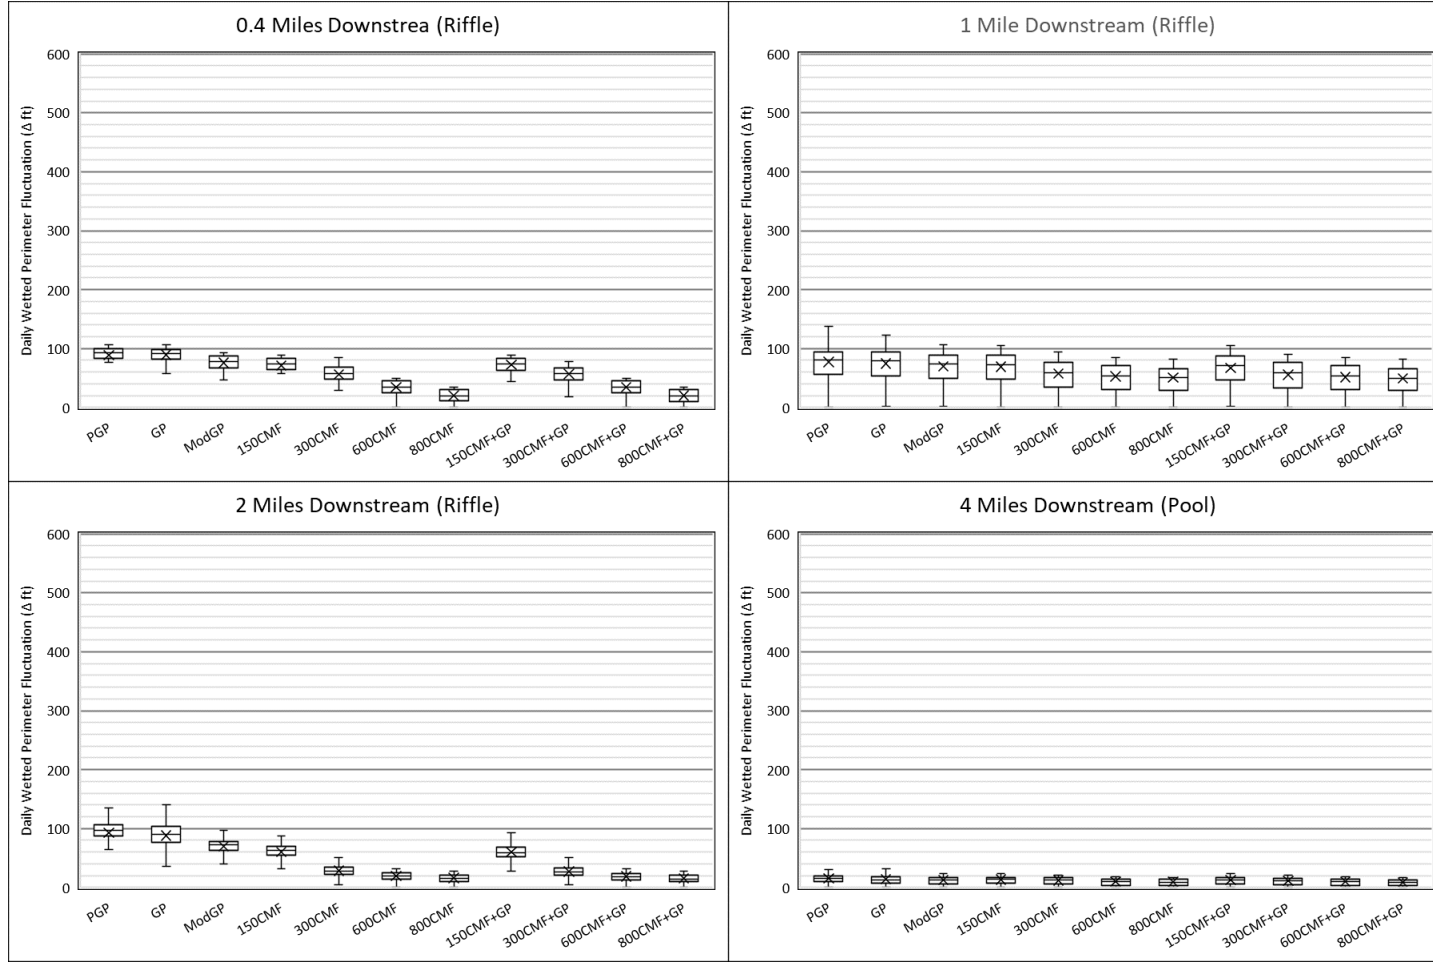 0.4 Miles Downstrea (Riffle)
Daily Wetted Perimeter Fluctuation (Δ ft)
600
500
400
300
200
100
0
PGP
GP
ModGP
150CMF
300CMF
600CMF
800CMF
150CMF+GP
300CMF+GP
600CMF+GP
800CMF+GP
1 Mile Downstream (Riffle)
Daily Wetted Perimeter Fluctuation (Δ ft)
600
500
400
300
200
100
0
PGP
GP
ModGP
150CMF
300CMF
600CMF
800CMF
150CMF+GP
300CMF+GP
600CMF+GP
800CMF+GP
2 Miles Downstream (Riffle)
Daily Wetted Perimeter Fluctuation (Δ ft)
600
500
400
300
200
100
0
PGP
GP
ModGP
150CMF
300CMF
600CMF
800CMF
150CMF+GP
300CMF+GP
600CMF+GP
800CMF+GP
4 Miles Downstream (Pool)
Daily Wetted Perimeter Fluctuation (Δ ft)
600
500
400
300
200
100
0
PGP
GP
ModGP
150CMF
300CMF
600CMF
800CMF
150CMF+GP
300CMF+GP
600CMF+GP
800CMF+GP